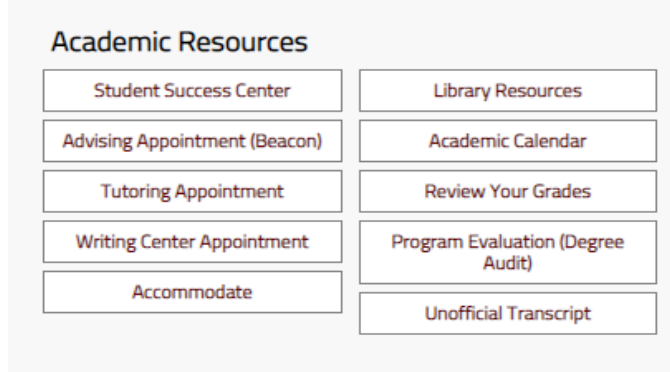 Academic Resources
Student Success Center
Advising Appointment (Beacon)
Tutoring Appointment
Writing Center Appointment
Accommodate
Library Resources
Academic Calendar
Review Your Grades
Program Evaluation (Degree
Audit)
Unofficial Transcript